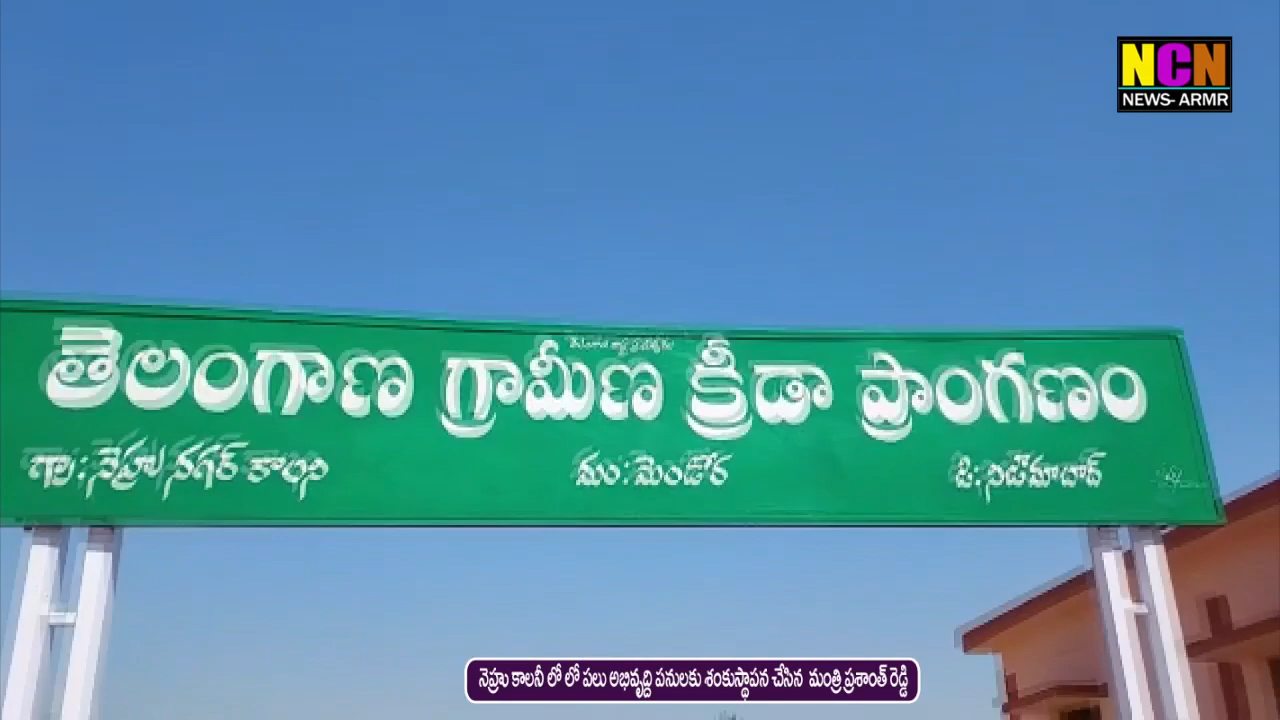 NCN
NEWS- ARMR
తెలంగాణ గ్రామీణ క్రీడా ప్రాంగణం
గ్రా: నెహ్రు నగర్ కాలని
మం: మెండోర
జి: నిజామాబాద్
నెహ్రు కాలనీ లో లో పలు అభివృద్ది పనులకు శంకుస్థాపన చేసిన మంత్రి ప్రశాంత్ రెడ్డి